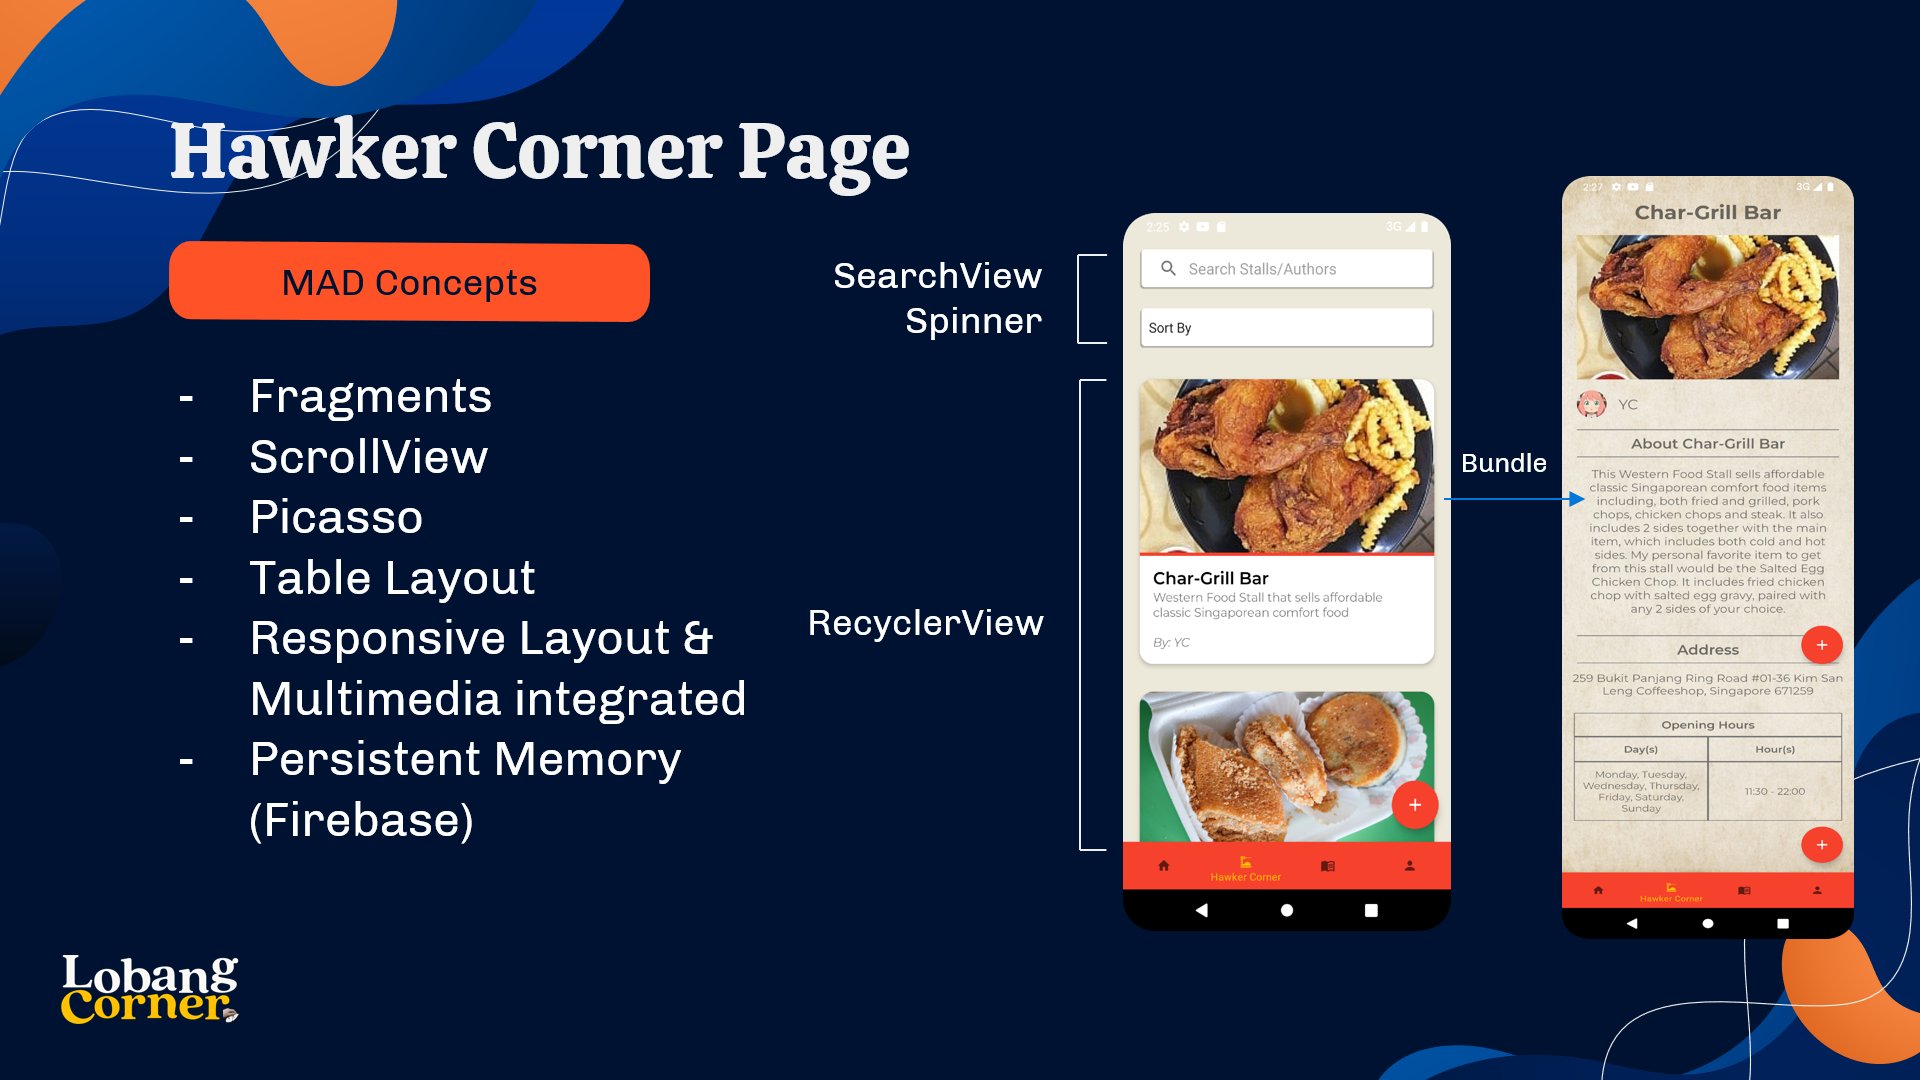 Hawker Corner Page
MAD Concepts
- Fragments
- ScrollView
- Picasso
- Table Layout
- Responsive Layout &
Multimedia integrated
- Persistent Memory
(Firebase)
Lobang
Corner
SearchView
Spinner
RecyclerView
2:25
3G
Search Stalls/Authors
Sort By
Char-Grill Bar
Western Food Stall that sells affordable
classic Singaporean comfort food
By: YC
+
Hawker Corner
Bundle
2:27
3G
Char-Grill Bar
YC
About Char-Grill Bar
This Western Food Stall sells affordable
classic Singaporean comfort food items
including, both fried and grilled, pork
chops, chicken chops and steak. It also
includes 2 sides together with the main
item, which includes both cold and hot
sides. My personal favorite item to get
from this stall would be the Salted Egg
Chicken Chop. It includes fried chicken
chop with salted egg gravy, paired with
any 2 sides of your choice.
+
Address
259 Bukit Panjang Ring Road #01-36 Kim San
Leng Coffeeshop, Singapore 671259
Opening Hours
Day(s) Hour(s)
Monday, Tuesday,
Wednesday, Thursday,
Friday, Saturday,
Sunday
11:30 - 22:00
+
Hawker Corner